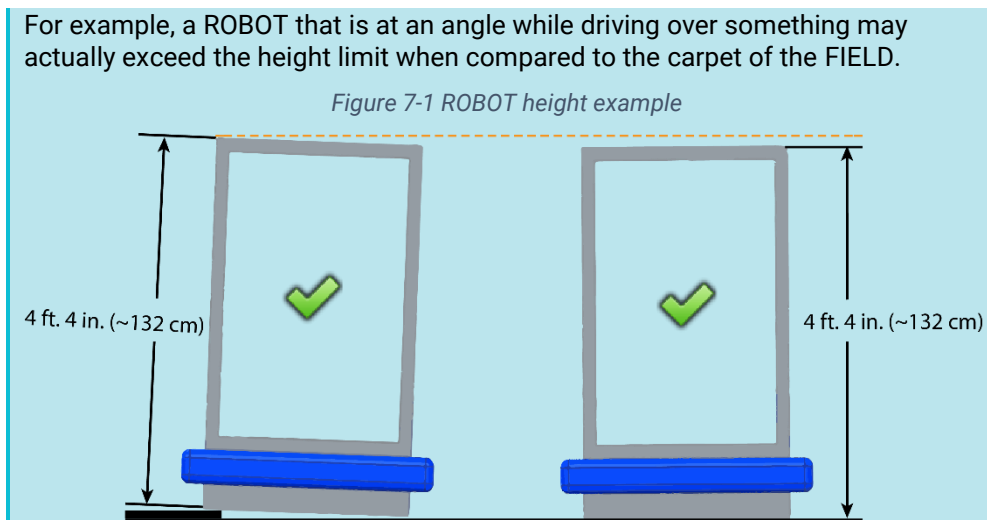 For example, a ROBOT that is at an angle while driving over something may
actually exceed the height limit when compared to the carpet of the FIELD.
Figure 7-1 ROBOT height example
4 ft. 4 in. (~132 cm)
4 ft. 4 in. (~132 cm)